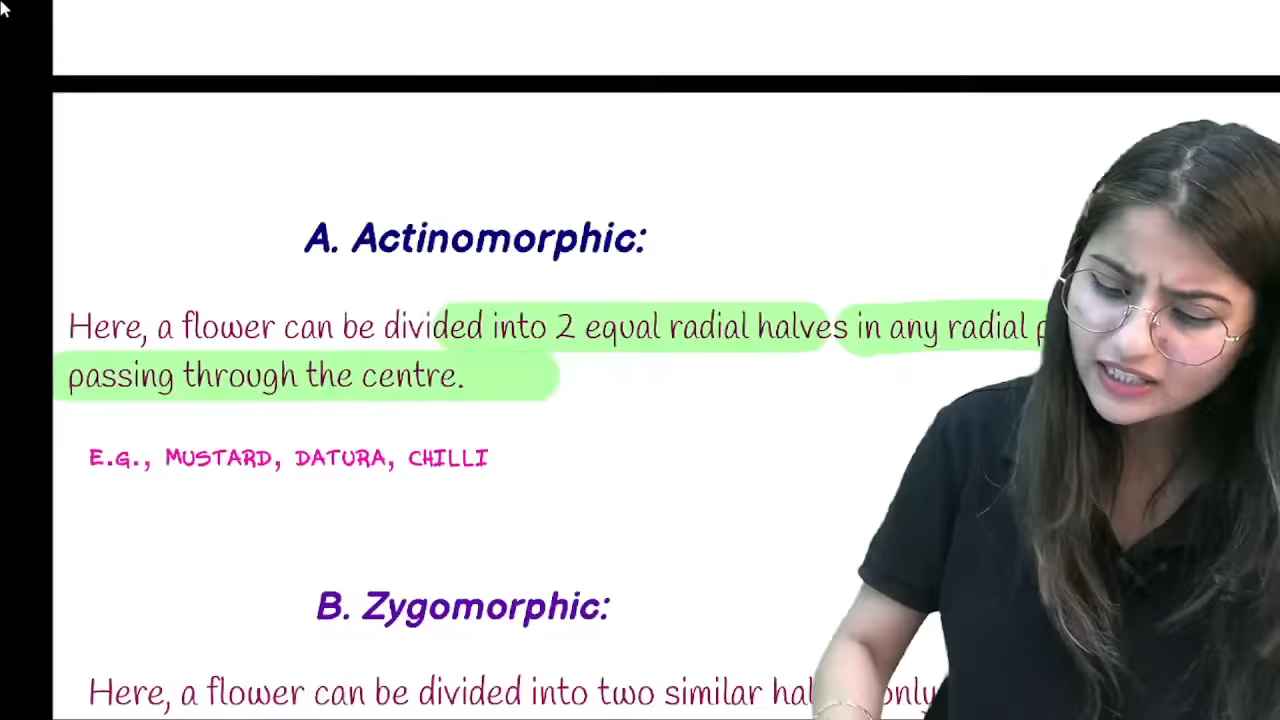 A. Actinomorphic:
Here, a flower can be divided into 2 equal radial halves in any radial
passing through the centre.
E.G., MUSTARD, DATURA, CHILLI
B. Zygomorphic:
Here, a flower can be divided into two similar only